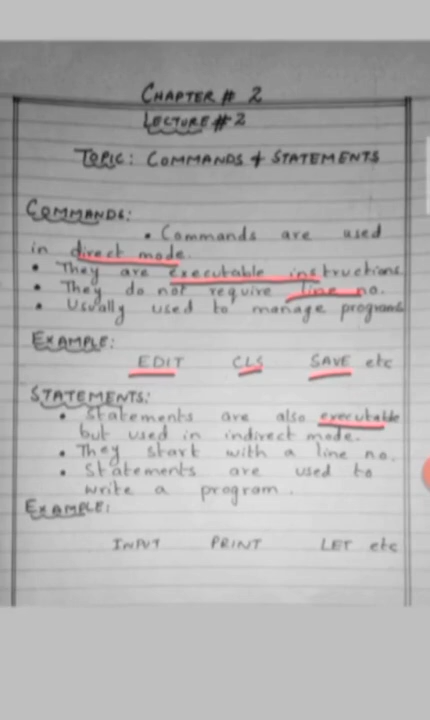 CHAPTER # 2
LECTURE # 2
TOPIC: COMMANDS & STATEMENTS
COMMANDS:
• Commands are used
in direct mode.
• They are executable instructions.
• They do not require line no.
• Usually used to manage programs
EXAMPLE:
EDIT CLS SAVE etc
STATEMENTS:
• Statements are also executable
but used in indirect mode.
• They start with a line no.
• Statements are used to
write a program.
EXAMPLE:
INPUT PRINT LET etc